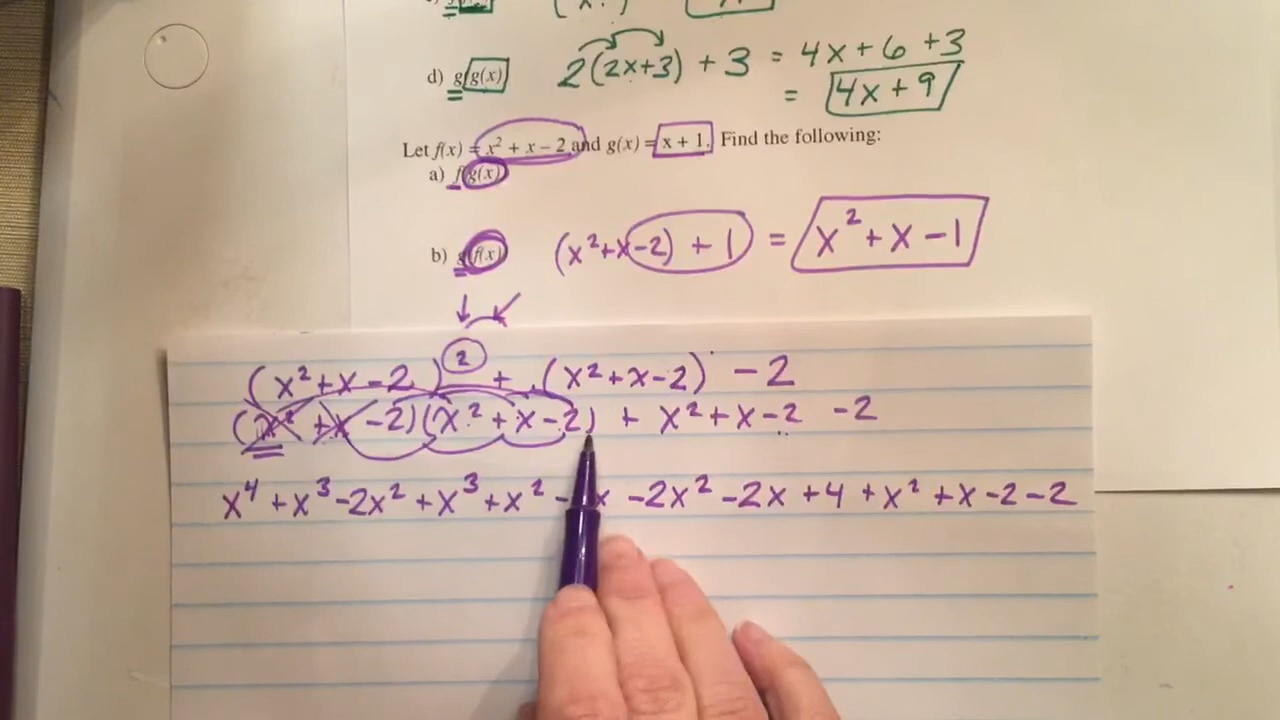 d) g(g(x)) 2(2x+3) + 3 = 4x + 6 + 3
= 4x + 9
Let f(x) = x² + x – 2 and g(x) = x + 1. Find the following:
a) f(g(x))
b) g(f(x)) (x²+x-2) + 1 = x² + x - 1
(x²+x-2)² + (x²+x-2) - 2
(x² + x - 2)(x² + x - 2) + x² + x - 2 - 2
x⁴ + x³ - 2x² + x³ + x² - x - 2x² - 2x + 4 + x² + x - 2 - 2